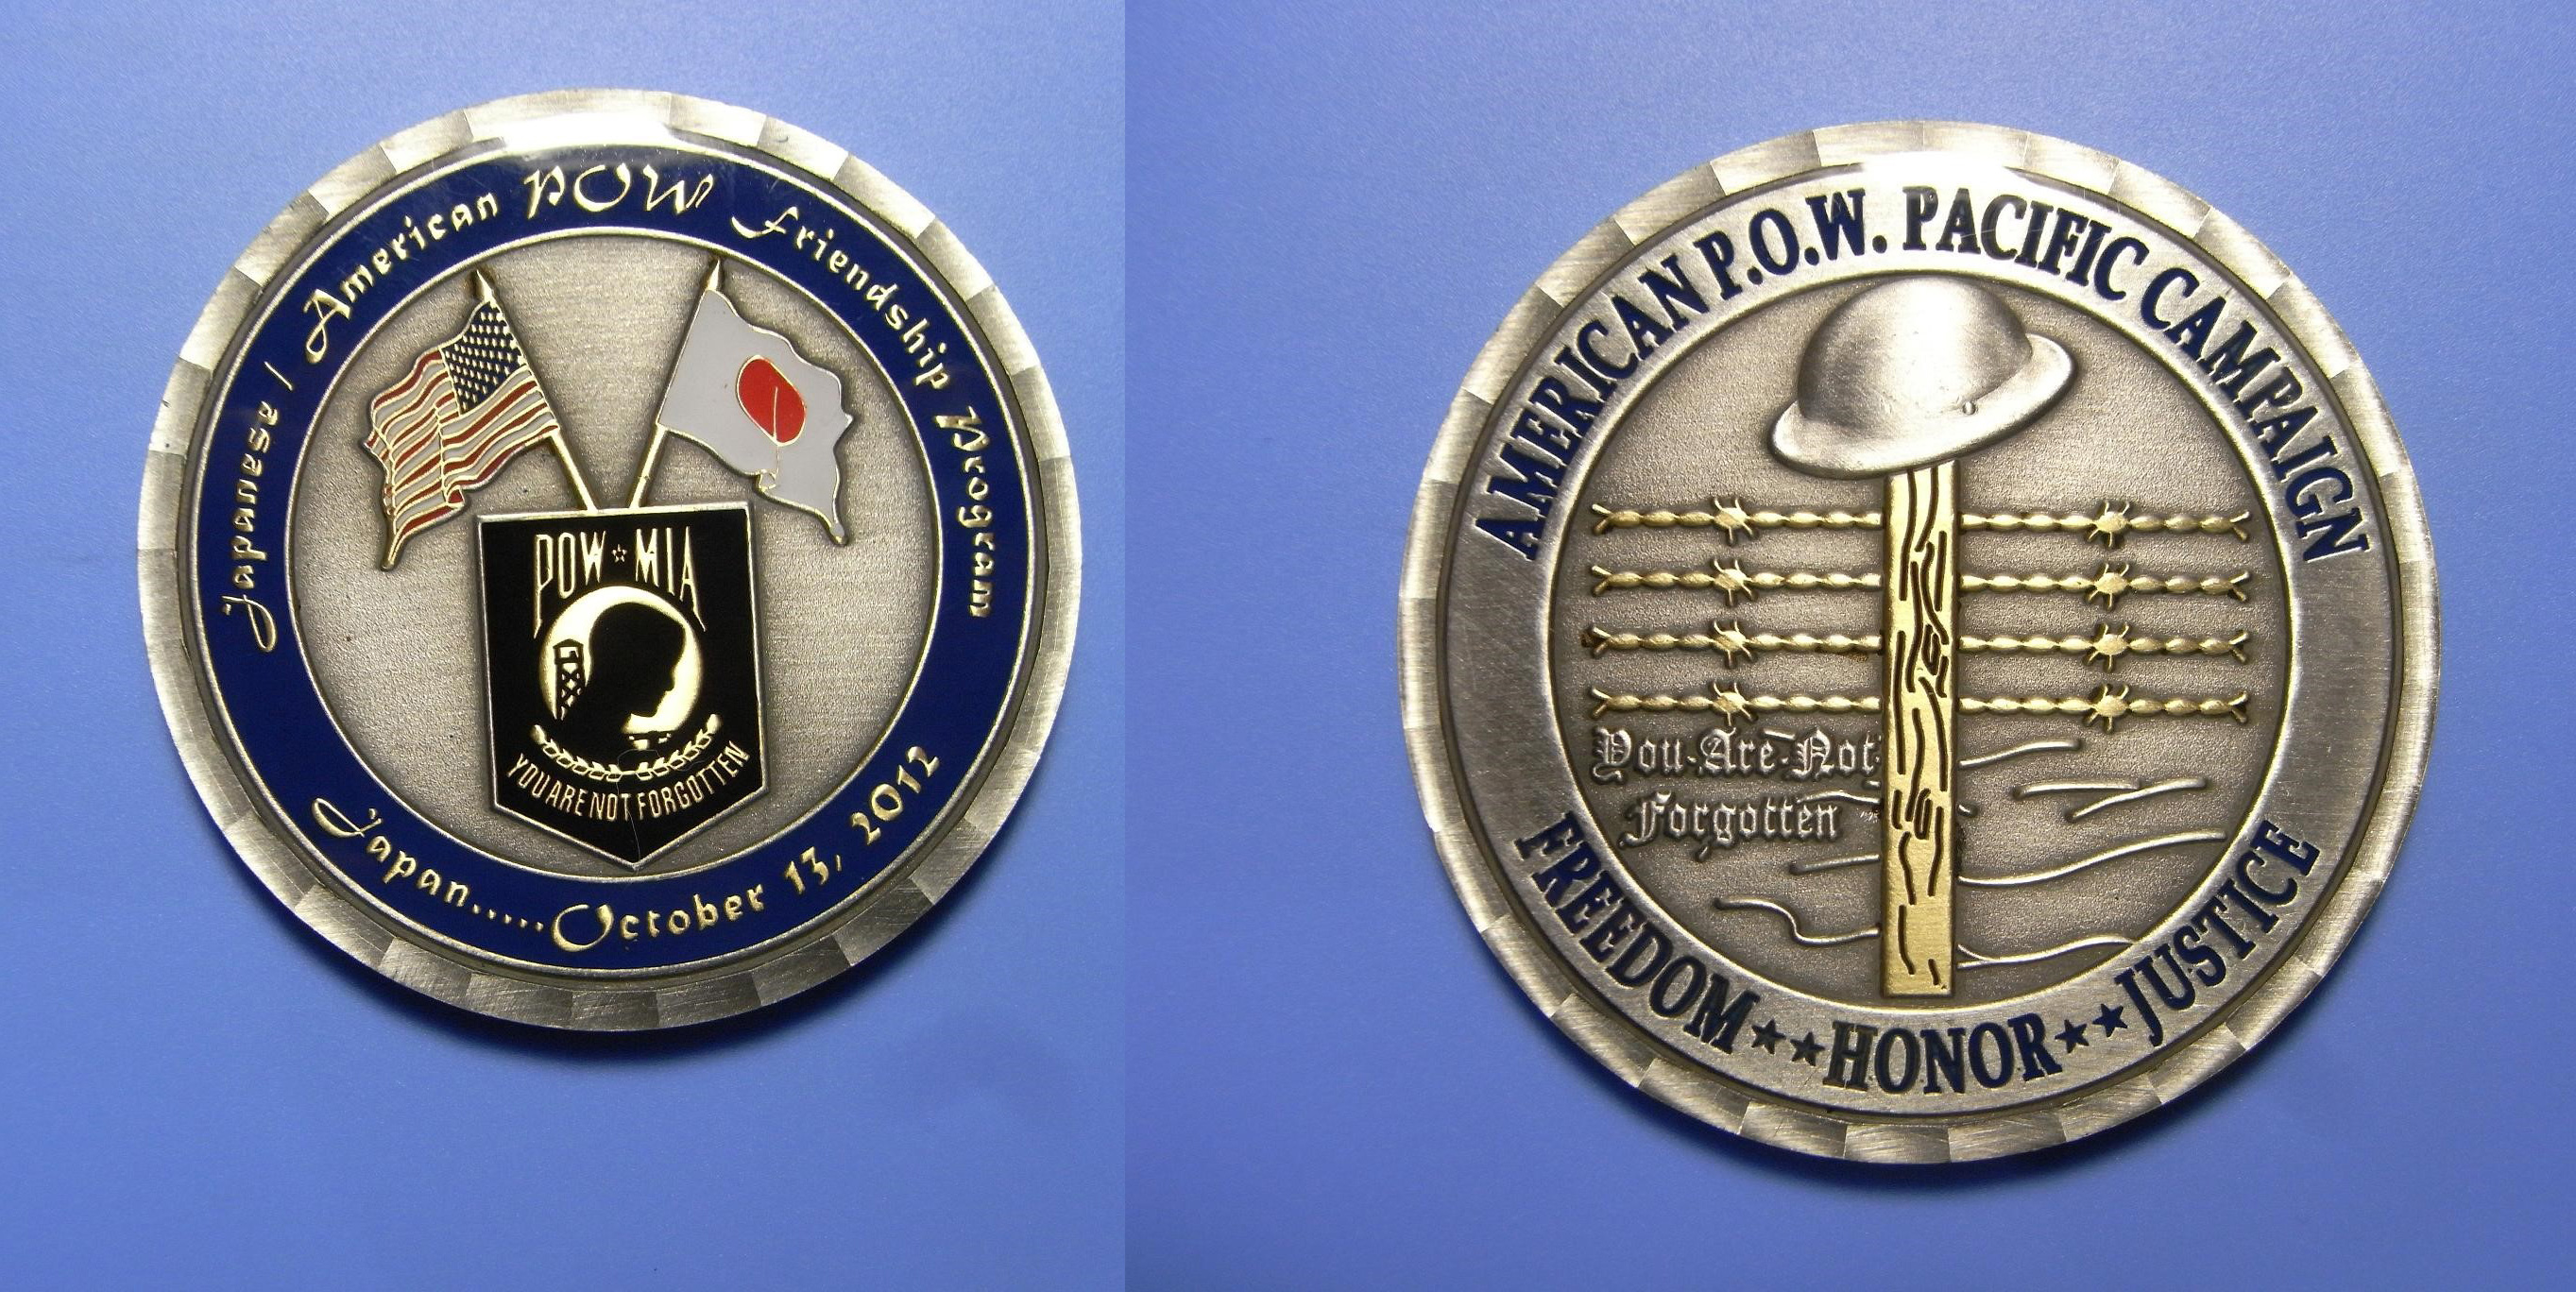 Japanese / American POW Friendship Program
POW ☆ MIA
YOU ARE NOT FORGOTTEN
Japan.....October 13, 2012
AMERICAN P.O.W. PACIFIC CAMPAIGN
You-Are-Not
Forgotten
FREEDOM★★HONOR★★JUSTICE